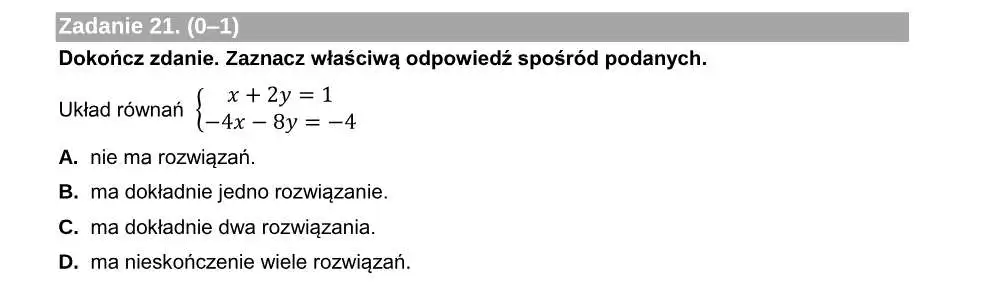 Zadanie 21. (0–1)
Dokończ zdanie. Zaznacz właściwą odpowiedź spośród podanych.
Układ równań { x + 2y = 1
−4x − 8y = −4
A. nie ma rozwiązań.
B. ma dokładnie jedno rozwiązanie.
C. ma dokładnie dwa rozwiązania.
D. ma nieskończenie wiele rozwiązań.